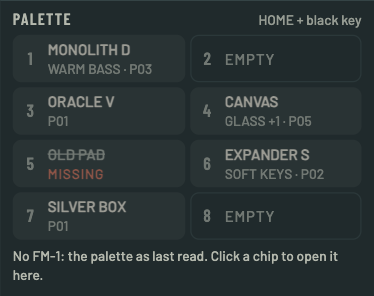 PALETTE HOME + black key
1 MONOLITH D
WARM BASS · P03
2 EMPTY
3 ORACLE V
P01
4 CANVAS
GLASS +1 · P05
5 OLD PAD
MISSING
6 EXPANDER S
SOFT KEYS · P02
7 SILVER BOX
P01
8 EMPTY
No FM-1: the palette as last read. Click a chip to open it
here.